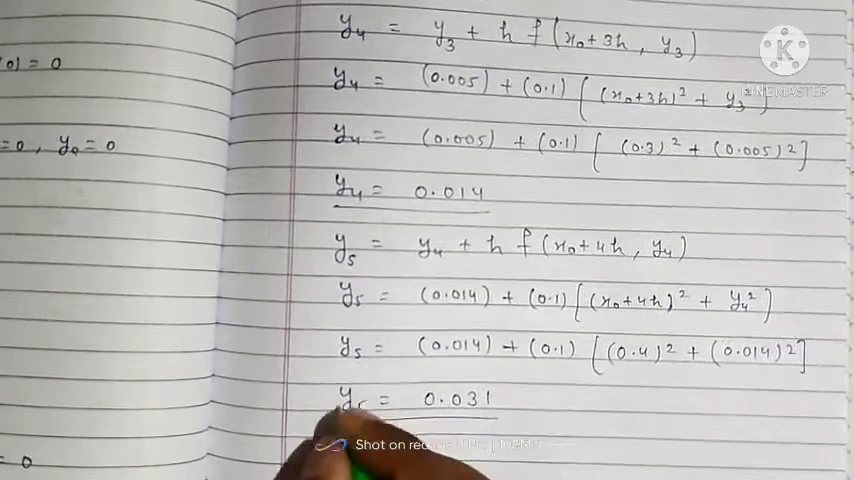 (0) = 0
= 0, y₀ = 0
= 0
y₄ = y₃ + h f(x₀+3h, y₃)
y₄ = (0.005) + (0.1) [(x₀+3h)² + y₃²]
y₄ = (0.005) + (0.1) [(0.3)² + (0.005)²]
y₄ = 0.014
y₅ = y₄ + h f(x₀+4h, y₄)
y₅ = (0.014) + (0.1) [(x₀+4h)² + y₄²]
y₅ = (0.014) + (0.1) [(0.4)² + (0.014)²]
y₅ = 0.031
K
KINEMASTER
Shot on